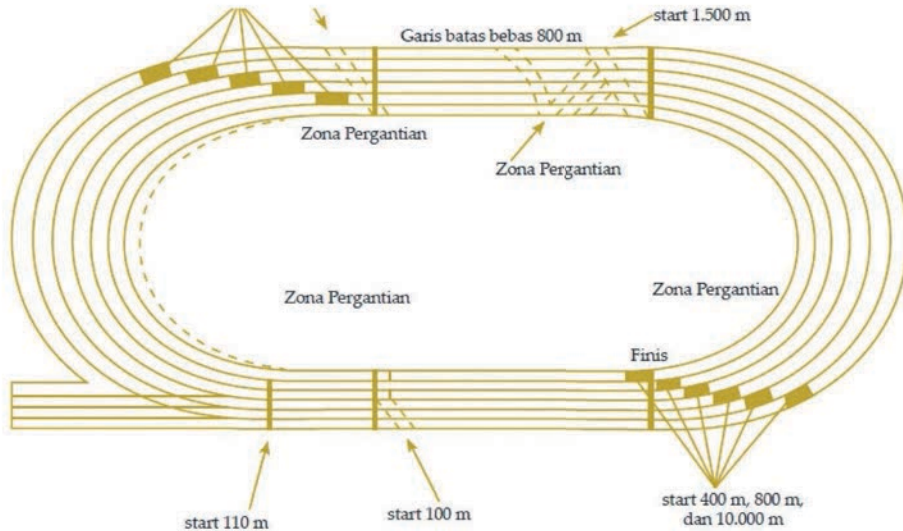 start 1.500 m
Garis batas bebas 800 m
Zona Pergantian
Zona Pergantian
Zona Pergantian
Zona Pergantian
Finis
start 110 m
start 100 m
start 400 m, 800 m,
dan 10.000 m